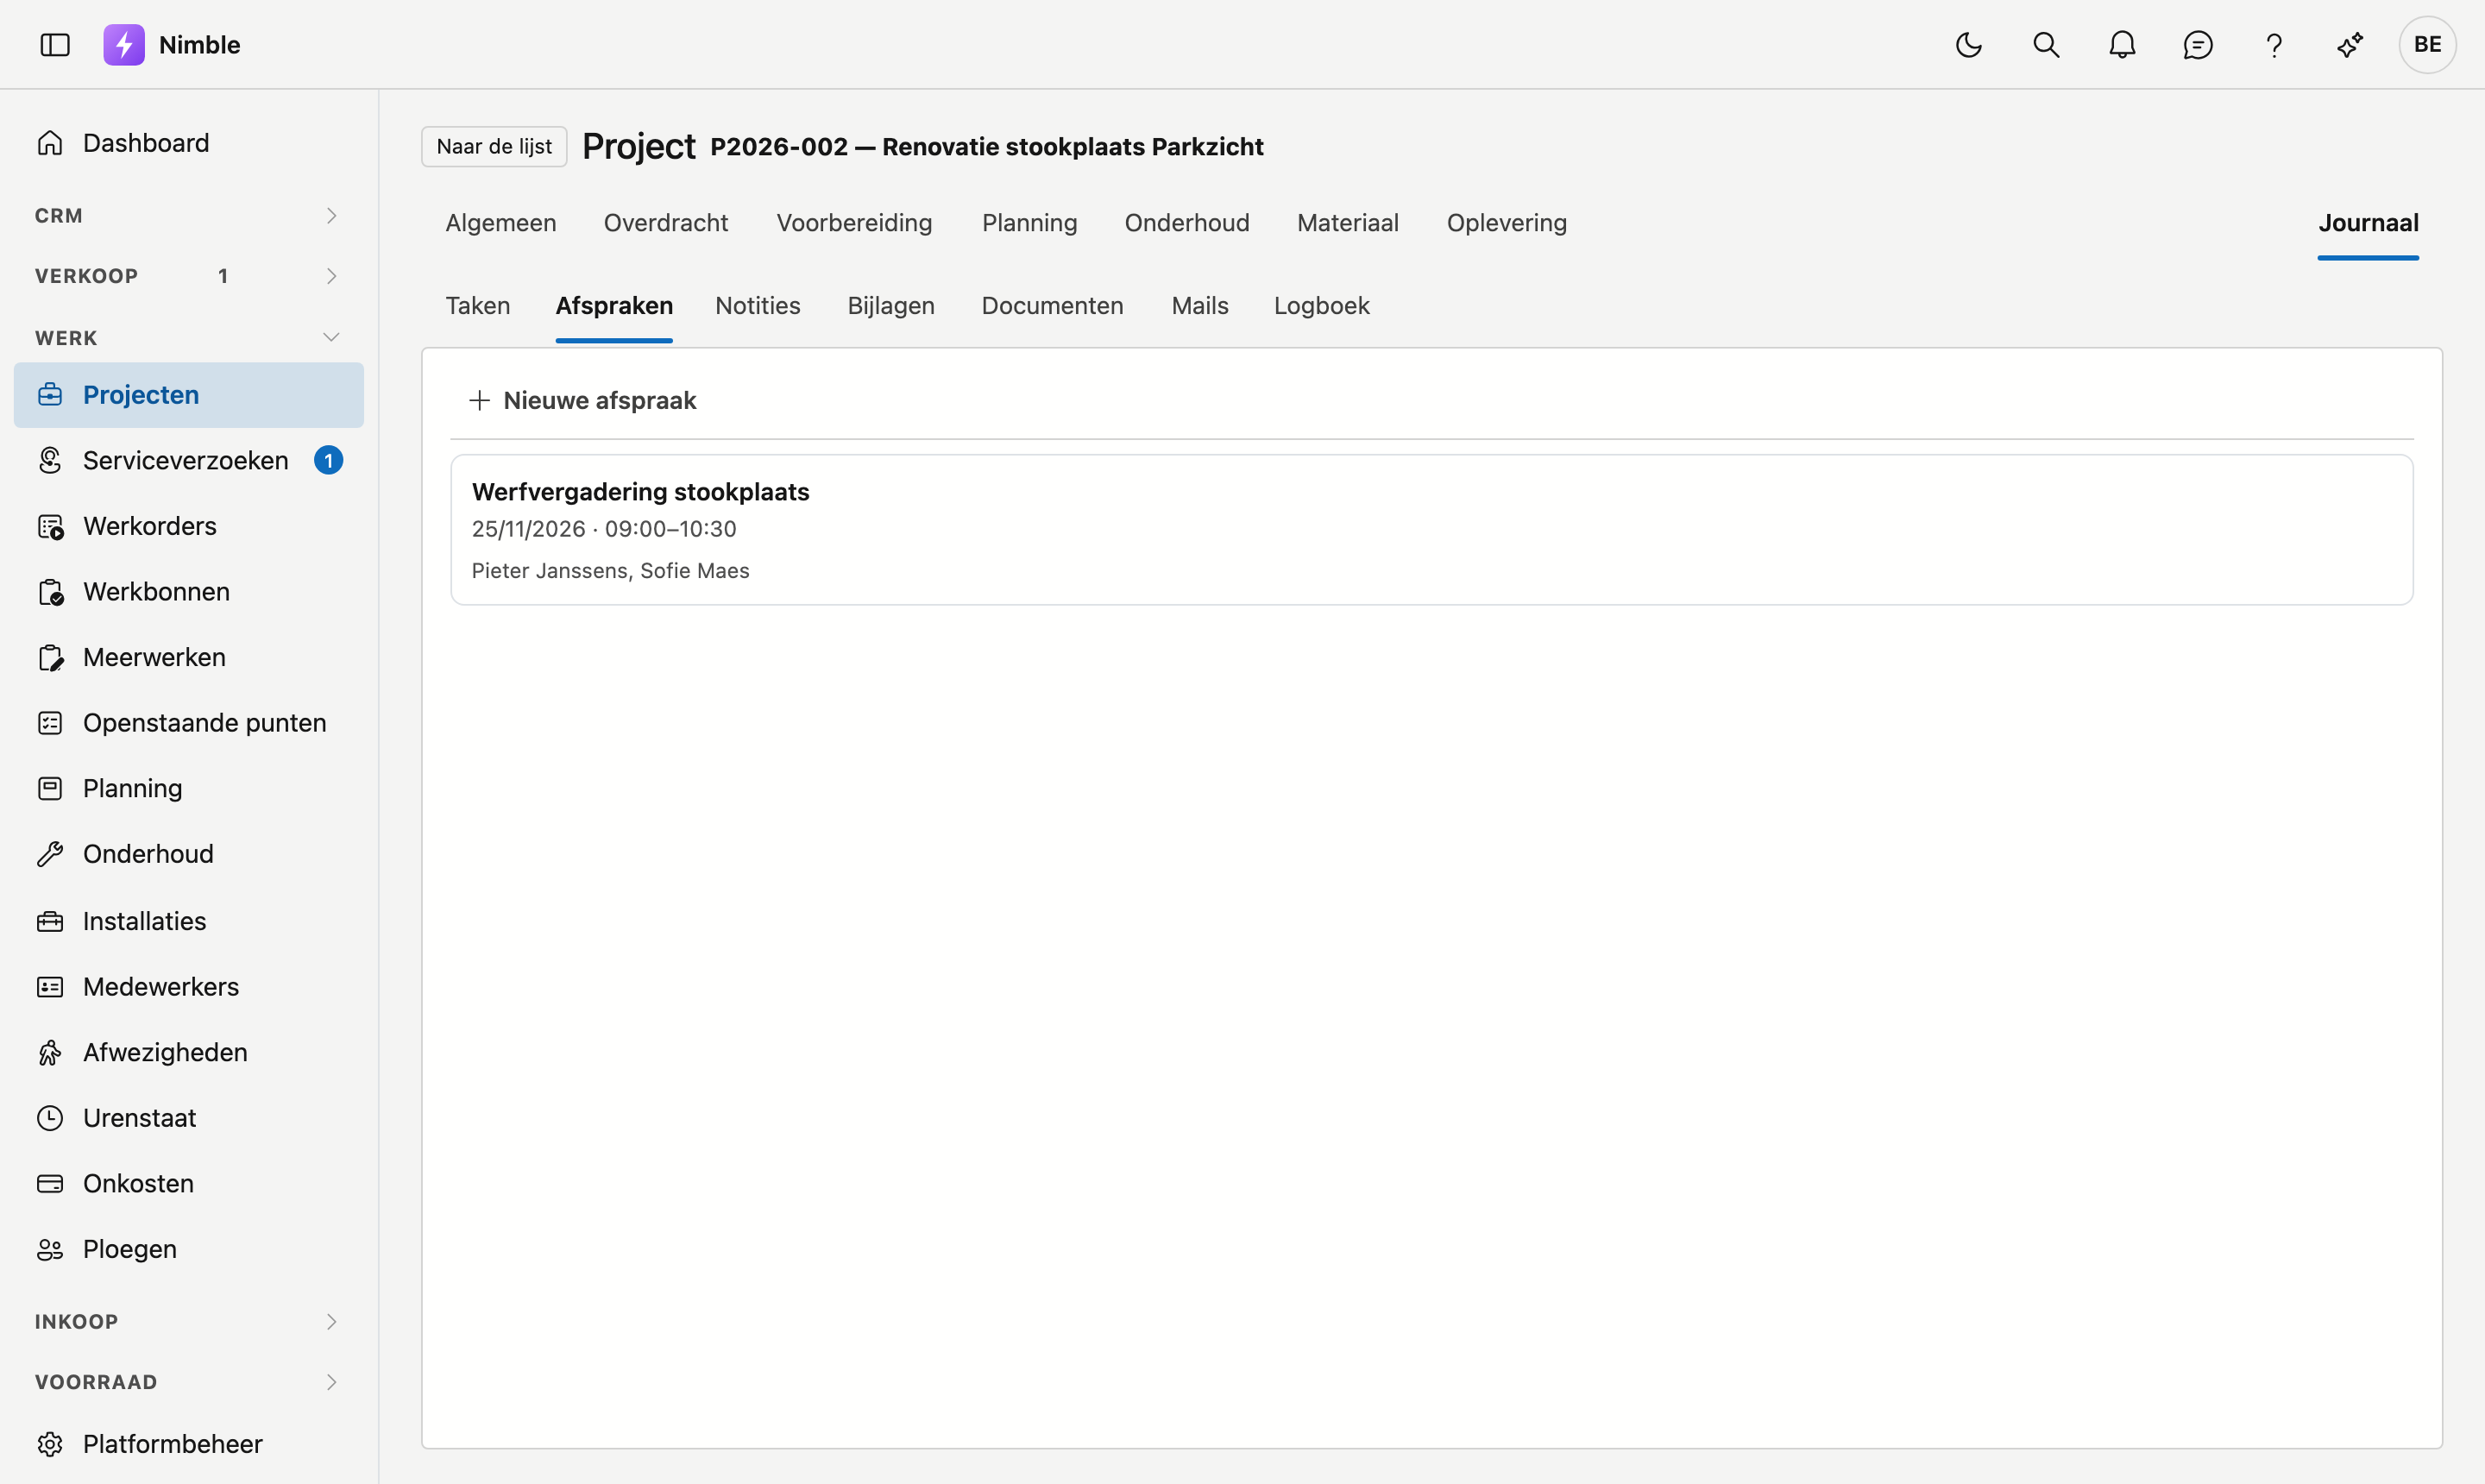 Nimble
BE
Dashboard
CRM
VERKOOP 1
WERK
Projecten
Serviceverzoeken 1
Werkorders
Werkbonnen
Meerwerken
Openstaande punten
Planning
Onderhoud
Installaties
Medewerkers
Afwezigheden
Urenstaat
Onkosten
Ploegen
INKOOP
VOORRAAD
Platformbeheer
Naar de lijst Project P2026-002 — Renovatie stookplaats Parkzicht
Algemeen Overdracht Voorbereiding Planning Onderhoud Materiaal Oplevering Journaal
Taken Afspraken Notities Bijlagen Documenten Mails Logboek
Nieuwe afspraak
Werfvergadering stookplaats
25/11/2026 · 09:00–10:30
Pieter Janssens, Sofie Maes